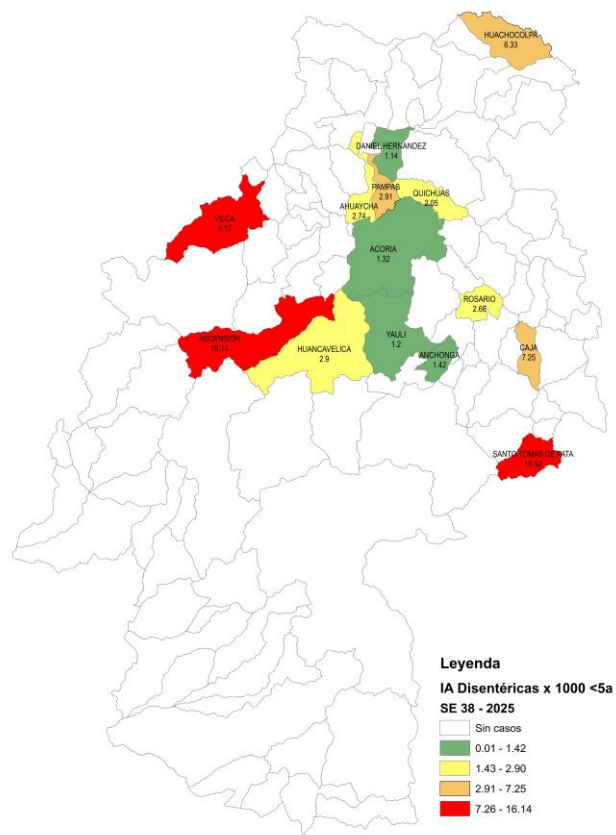 HUACHOCOLPA
6.33
DANIEL HERNANDEZ
1.14
PAMPAS
2.91
QUICHUAS
2.05
AHUAYCHA
2.74
VILCA
ACORIA
1.32
ROSARIO
2.66
ASCENSION
16.14
YAULI
1.2
HUANCAVELICA
2.9
CAJA
7.25
ANCHONGA
1.42
SANTO TOMAS DE PATA
Leyenda
IA Disentéricas x 1000 <5a
SE 38 - 2025
Sin casos
0.01 - 1.42
1.43 - 2.90
2.91 - 7.25
7.26 - 16.14